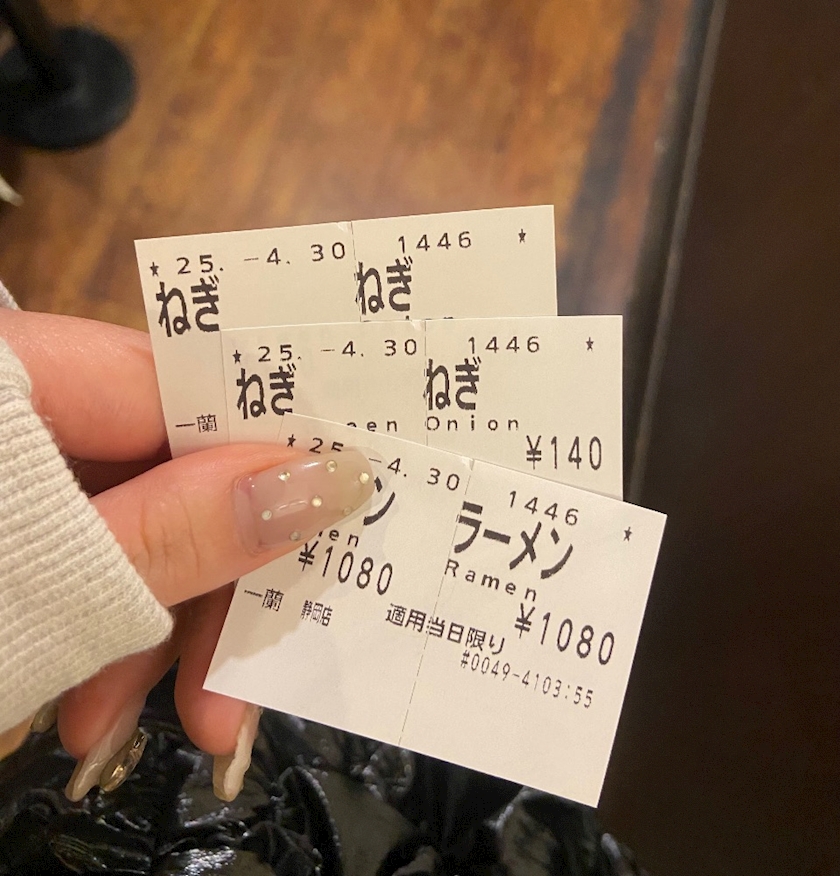 ★ 25. -4. 30 1446 ★
ねぎ ねぎ
一蘭
★ 25. -4. 30 1446 ★
ねぎ ねぎ
Onion
¥140
★ 25 -4. 30 1446 ★
ン ラーメン
Ramen
¥1080 ¥1080
一蘭 静岡店 適用当日限り
#0049-4103:55